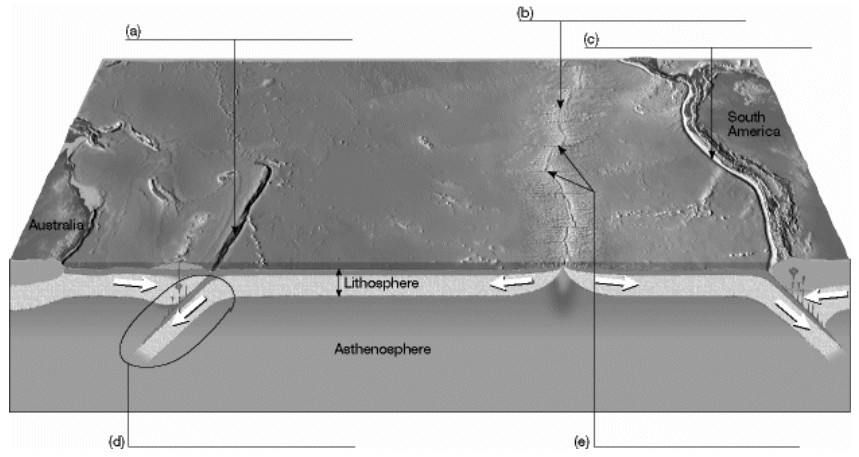 (a)
(b)
(c)
South
America
Australia
Lithosphere
Asthenosphere
(d)
(e)